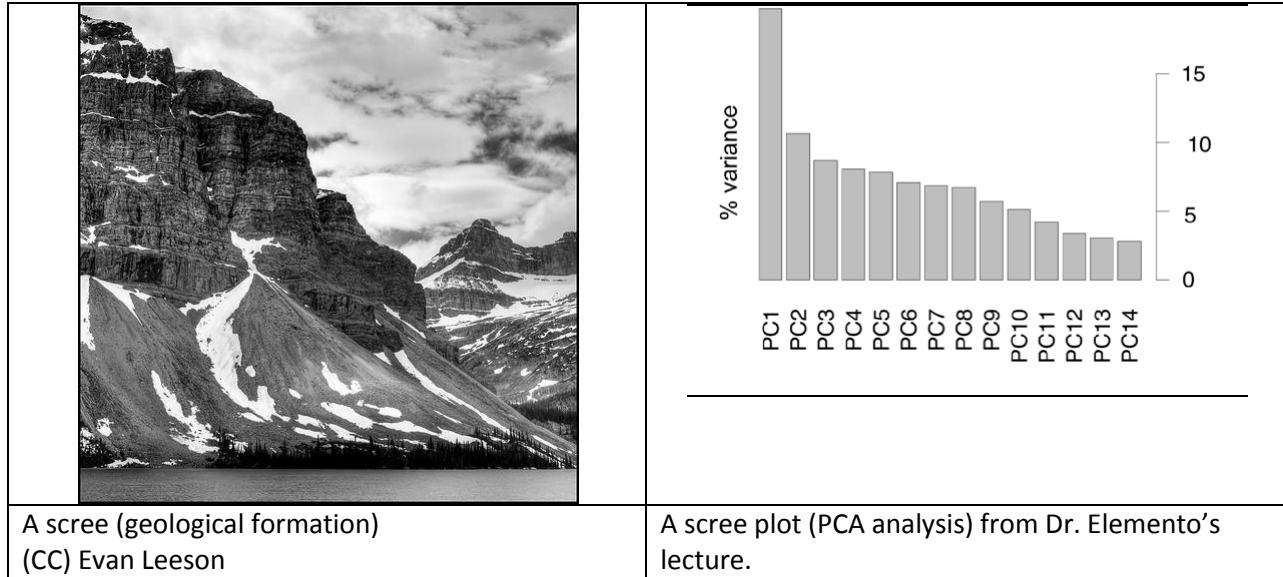 % variance
15
10
5
0
PC1
PC2
PC3
PC4
PC5
PC6
PC7
PC8
PC9
PC10
PC11
PC12
PC13
PC14
A scree (geological formation)
(CC) Evan Leeson
A scree plot (PCA analysis) from Dr. Elemento’s
lecture.